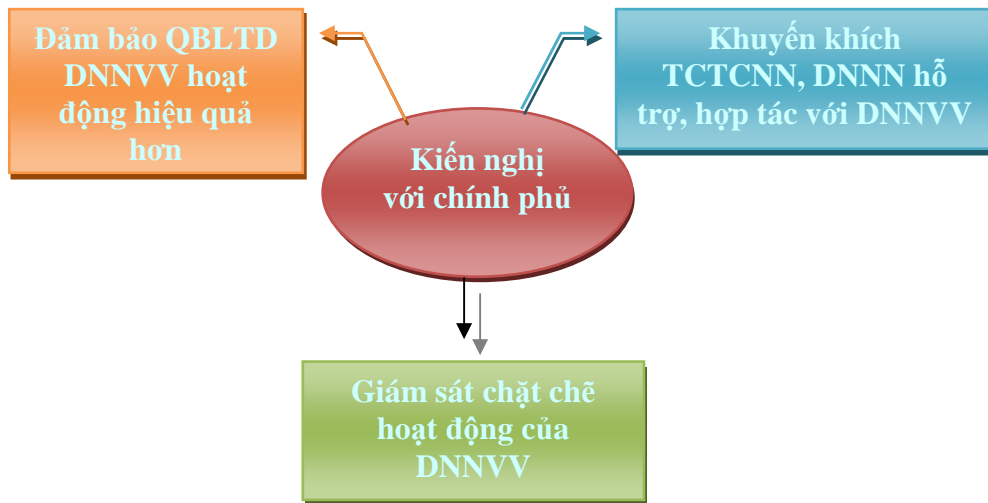 Đảm bảo QBLTD
DNNVV hoạt
động hiệu quả
hơn
Khuyến khích
TCTCNN, DNNN hỗ
trợ, hợp tác với DNNVV
Kiến nghị
với chính phủ
Giám sát chặt chẽ
hoạt động của
DNNVV